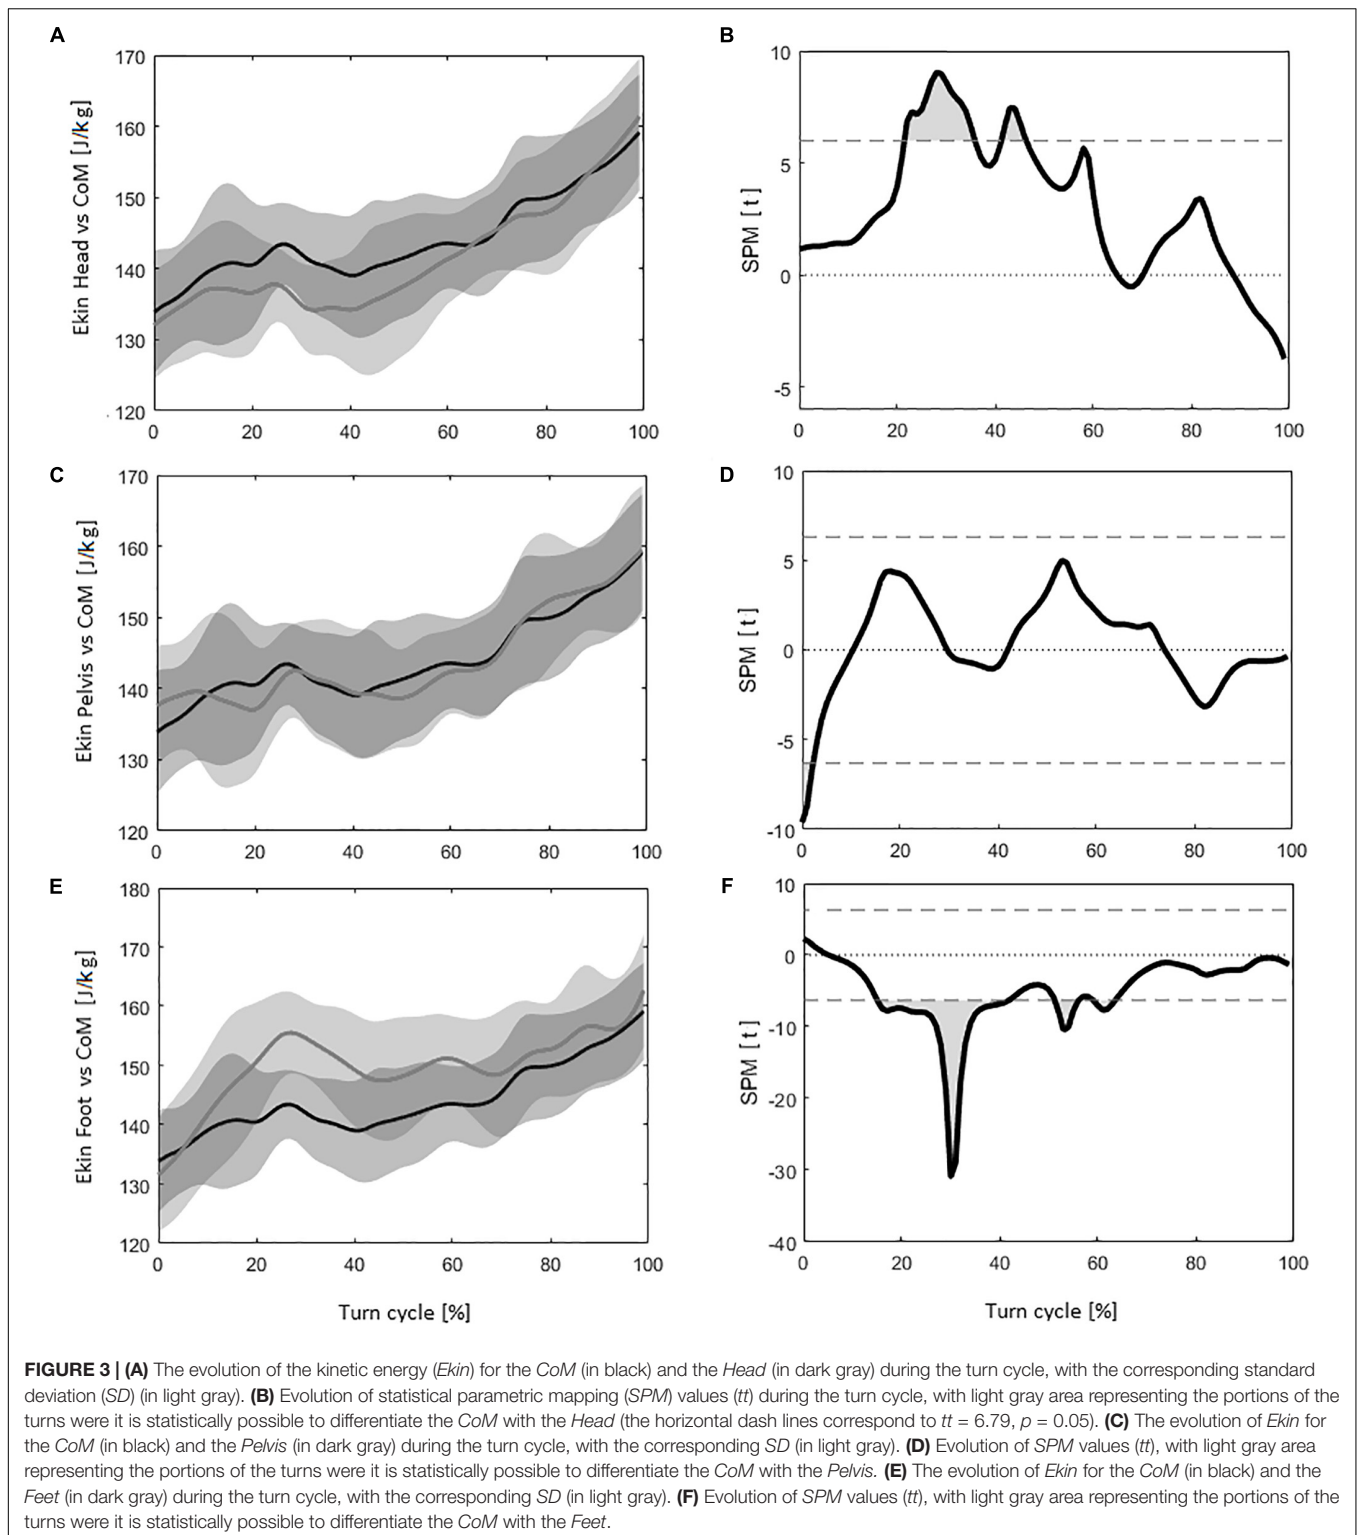 A
B
Ekin Head vs CoM [J/kg]
170
160
150
140
130
120
0 20 40 60 80 100
SPM [t
10
5
0
-5
0 20 40 60 80 100
C
D
Ekin Pelvis vs CoM [J/kg]
170
160
150
140
130
120
0 20 40 60 80 100
SPM [t]
10
5
0
-5
-10
0 20 40 60 80 100
E
F
Ekin Foot vs CoM [J/kg]
180
170
160
150
140
130
120
0 20 40 60 80 100
Turn cycle [%]
SPM [t]
10
0
-10
-20
-30
-40
0 20 40 60 80 100
Turn cycle [%]
FIGURE 3 | (A) The evolution of the kinetic energy (Ekin) for the CoM (in black) and the Head (in dark gray) during the turn cycle, with the corresponding standard
deviation (SD) (in light gray). (B) Evolution of statistical parametric mapping (SPM) values (tt) during the turn cycle, with light gray area representing the portions of the
turns were it is statistically possible to differentiate the CoM with the Head (the horizontal dash lines correspond to tt = 6.79, p = 0.05). (C) The evolution of Ekin for
the CoM (in black) and the Pelvis (in dark gray) during the turn cycle, with the corresponding SD (in light gray). (D) Evolution of SPM values (tt), with light gray area
representing the portions of the turns were it is statistically possible to differentiate the CoM with the Pelvis. (E) The evolution of Ekin for the CoM (in black) and the
Feet (in dark gray) during the turn cycle, with the corresponding SD (in light gray). (F) Evolution of SPM values (tt), with light gray area representing the portions of the
turns were it is statistically possible to differentiate the CoM with the Feet.